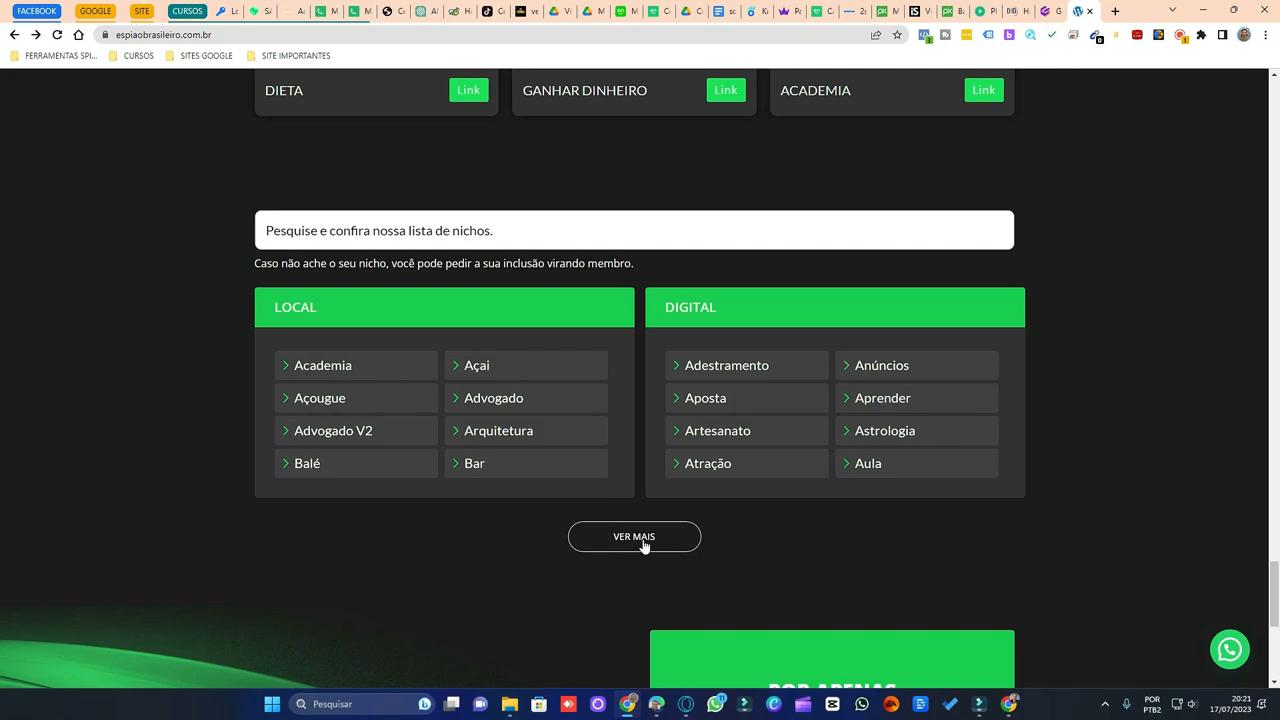 FACEBOOK GOOGLE SITE CURSOS
espiaobrasileiro.com.br
FERRAMENTAS SPI... CURSOS SITES GOOGLE SITE IMPORTANTES
DIETA Link GANHAR DINHEIRO Link ACADEMIA Link
Pesquise e confira nossa lista de nichos.
Caso não ache o seu nicho, você pode pedir a sua inclusão virando membro.
LOCAL DIGITAL
Academia Açai Adestramento Anúncios
Açougue Advogado Aposta Aprender
Advogado V2 Arquitetura Artesanato Astrologia
Balé Bar Atração Aula
VER MAIS
POR APENAS
Pesquisar
POR
PTB2
20:21
17/07/2023